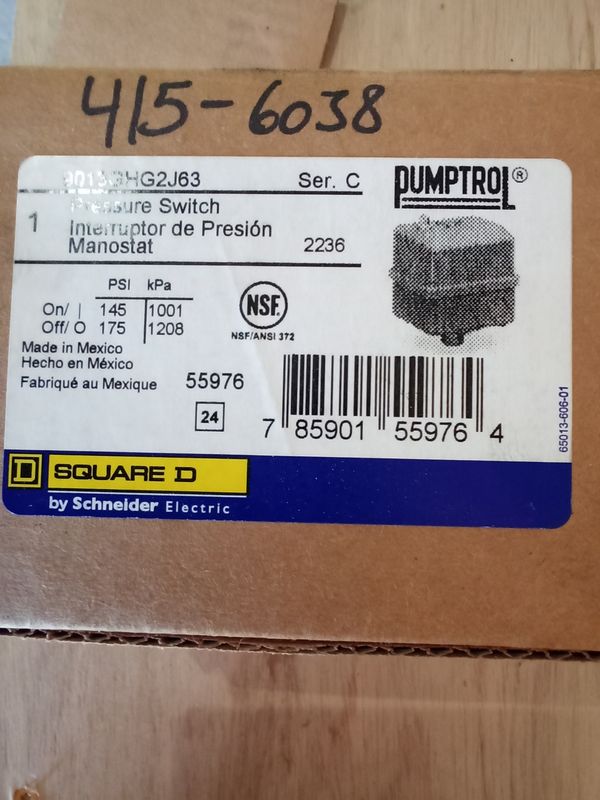 415-6038
9013GHG2J63 Ser. C
PUMPTROL®
1
Pressure Switch
Interruptor de Presión
Manostat 2236
PSI kPa
On/ | 145 1001
Off/ O 175 1208
NSF®
NSF/ANSI 372
Made in Mexico
Hecho en México
Fabriqué au Mexique 55976
24
7 85901 55976 4
65013-606-01
D SQUARE D
by Schneider Electric